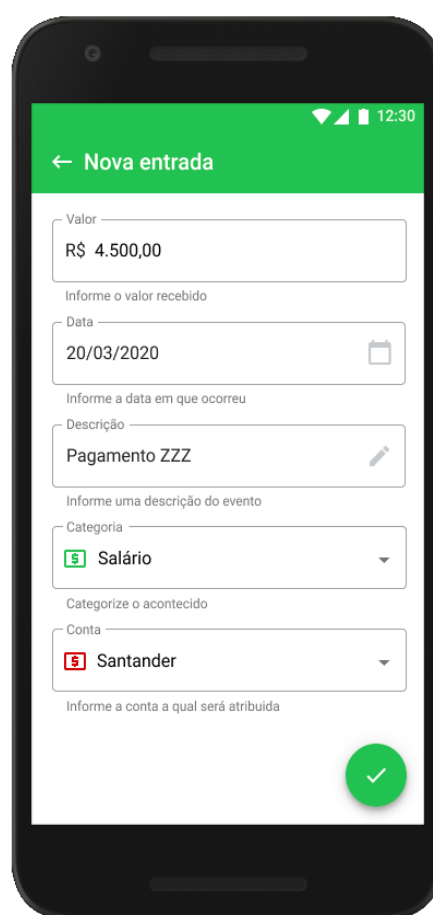 12:30
Nova entrada
Valor
R$ 4.500,00
Informe o valor recebido
Data
20/03/2020
Informe a data em que ocorreu
Descrição
Pagamento ZZZ
Informe uma descrição do evento
Categoria
$ Salário
Categorize o acontecido
Conta
$ Santander
Informe a conta a qual será atribuida